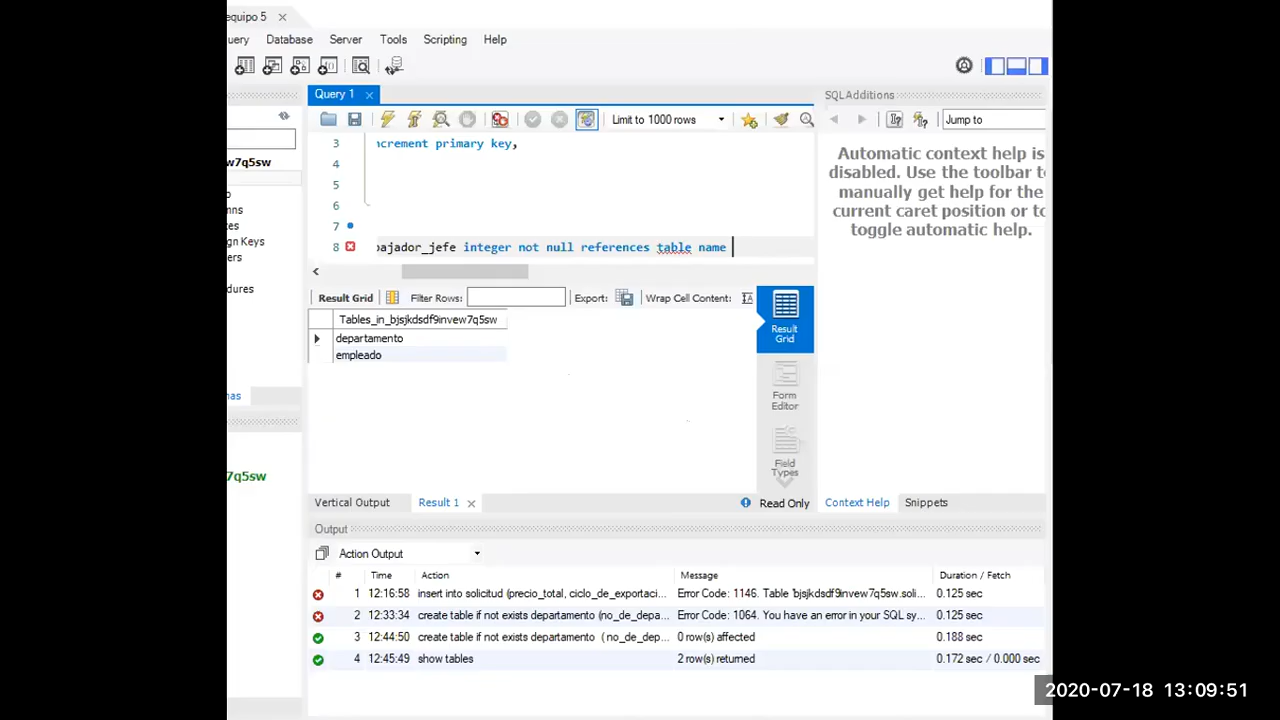 equipo 5
uery Database Server Tools Scripting Help
Query 1
SQLAdditions
Limit to 1000 rows
Jump to
w7q5sw
3 ncrement primary key,
4
5
6
7
8 bajador_jefe integer not null references table name
Automatic context help is
disabled. Use the toolbar to
manually get help for the
current caret position or to
toggle automatic help.
o
mns
es
gn Keys
ers
edures
nas
7q5sw
Result Grid Filter Rows: Export: Wrap Cell Content:
Tables_in_bjsjkdsdf9invew7q5sw
departamento
empleado
Result
Grid
Form
Editor
Field
Types
Vertical Output Result 1 Read Only
Context Help Snippets
Output
Action Output
# Time Action Message Duration / Fetch
1 12:16:58 insert into solicitud (precio_total, ciclo_de_exportaci... Error Code: 1146. Table 'bjsjkdsdf9invew7q5sw.soli... 0.125 sec
2 12:33:34 create table if not exists departamento (no_de_depa... Error Code: 1064. You have an error in your SQL sy... 0.125 sec
3 12:44:50 create table if not exists departamento ( no_de_dep... 0 row(s) affected 0.188 sec
4 12:45:49 show tables 2 row(s) returned 0.172 sec / 0.000 sec
2020-07-18 13:09:51